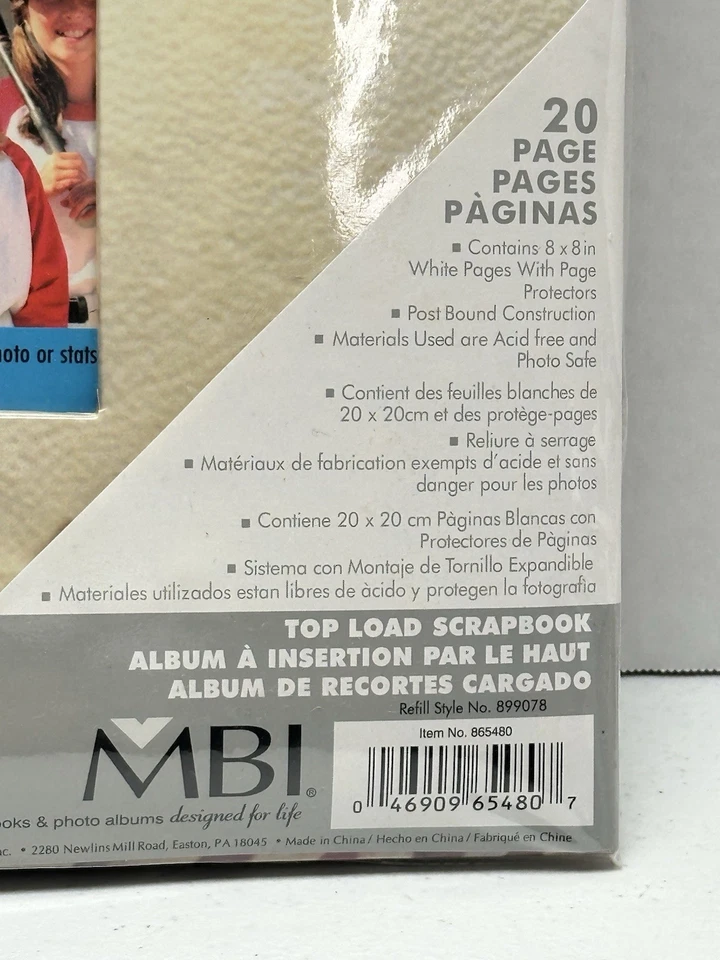 20
PAGE
PAGES
PÀGINAS
▪ Contains 8 x 8 in
White Pages With Page
Protectors
▪ Post Bound Construction
▪ Materials Used are Acid free and
Photo Safe
▪ Contient des feuilles blanches de
20 x 20cm et des protège-pages
▪ Reliure à serrage
▪ Matériaux de fabrication exempts d'acide et sans
danger pour les photos
▪ Contiene 20 x 20 cm Pàginas Blancas con
Protectores de Pàginas
▪ Sistema con Montaje de Tornillo Expandible
▪ Materiales utilizados estan libres de àcido y protegen la fotografia
or stats
TOP LOAD SCRAPBOOK
ALBUM À INSERTION PAR LE HAUT
ALBUM DE RECORTES CARGADO
Refill Style No. 899078
Item No. 865480
0 46909 65480 7
MBI®
& photo albums designed for life
• 2280 Newlins Mill Road, Easton, PA 18045 • Made in China / Hecho en China / Fabriqué en Chine